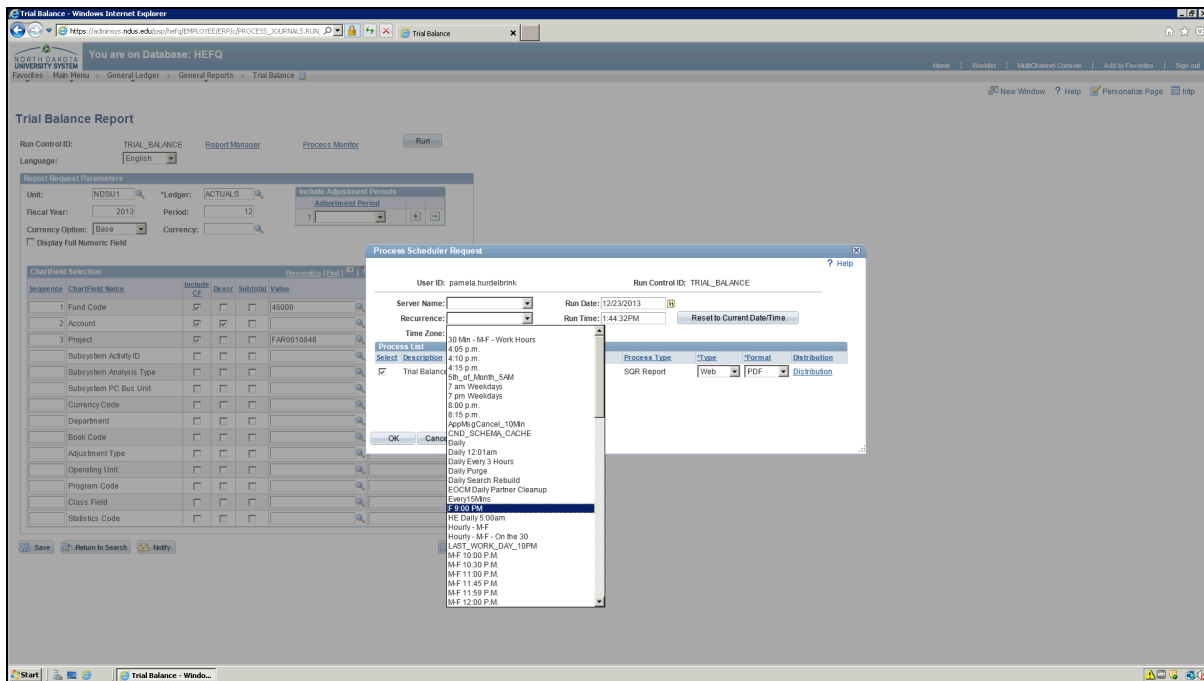 Trial Balance - Windows Internet Explorer
https://adminsys.ndus.edu/psp/hefq/EMPLOYEE/ERP/c/PROCESS_JOURNALS.RUN_
Trial Balance
NORTH DAKOTA
UNIVERSITY SYSTEM
You are on Database: HEFQ
Home | Worklist | MultiChannel Console | Add to Favorites | Sign out
Favorites Main Menu > General Ledger > General Reports > Trial Balance
New Window ? Help Personalize Page http
Trial Balance Report
Run Control ID: TRIAL_BALANCE Report Manager Process Monitor Run
Language: English
Report Request Parameters
Unit: NDSU1 *Ledger: ACTUALS
Fiscal Year: 2013 Period: 12
Currency Option: Base Currency:
Display Full Numeric Field
Include Adjustment Periods
Adjustment Period
1
ChartField Selection Personalize | Find |
Sequence ChartField Name Include CF Descr Subtotal Value
1 Fund Code 46000
2 Account
3 Project FAR0010848
Subsystem Activity ID
Subsystem Analysis Type
Subsystem PC Bus Unit
Currency Code
Department
Book Code
Adjustment Type
Operating Unit
Program Code
Class Field
Statistics Code
Save Return to Search Notify
Process Scheduler Request
? Help
User ID: pamela.hurdelbrink Run Control ID: TRIAL_BALANCE
Server Name: Run Date: 12/23/2013
Recurrence: Run Time: 1:44:32PM Reset to Current Date/Time
Time Zone:
Process List
Select Description Process Type *Type *Format Distribution
Trial Balance SQR Report Web PDF Distribution
OK
30 Min - M-F - Work Hours
4:05 p.m.
4:10 p.m.
4:15 p.m.
5th_of_Month_5AM
7 am Weekdays
7 pm Weekdays
8:00 p.m.
8:15 p.m.
AppMsgCancel_10Min
CND_SCHEMA_CACHE
Daily
Daily 12:01am
Daily Every 3 Hours
Daily Purge
Daily Search Rebuild
EOCM Daily Partner Cleanup
Every15Mins
F 9:00 PM
HE Daily 5:00am
Hourly - M-F
Hourly - M-F - On the 30
LAST_WORK_DAY_10PM
M-F 10:00 P.M.
M-F 10:30 P.M.
M-F 11:00 P.M.
M-F 11:45 P.M.
M-F 11:59 P.M.
M-F 12:00 P.M.
Start Trial Balance - Windo...